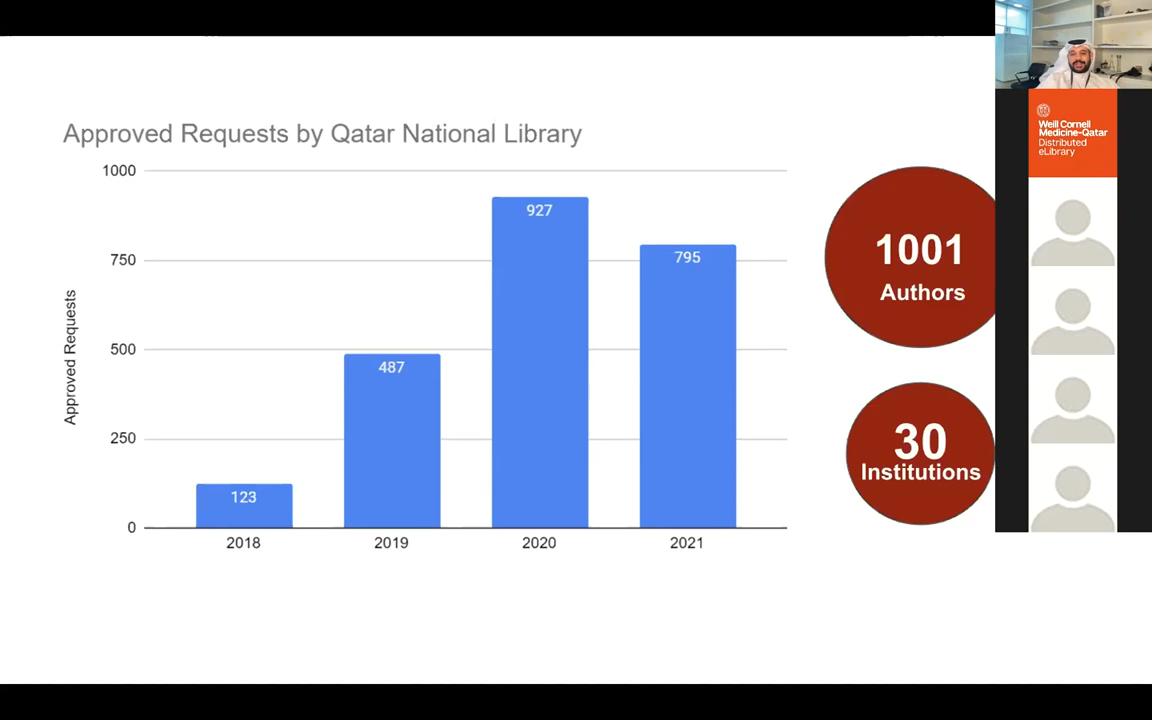 Approved Requests by Qatar National Library
Approved Requests
1000
750
500
250
0
123
487
927
795
2018
2019
2020
2021
1001
Authors
30
Institutions
Weill Cornell
Medicine-Qatar
Distributed
eLibrary